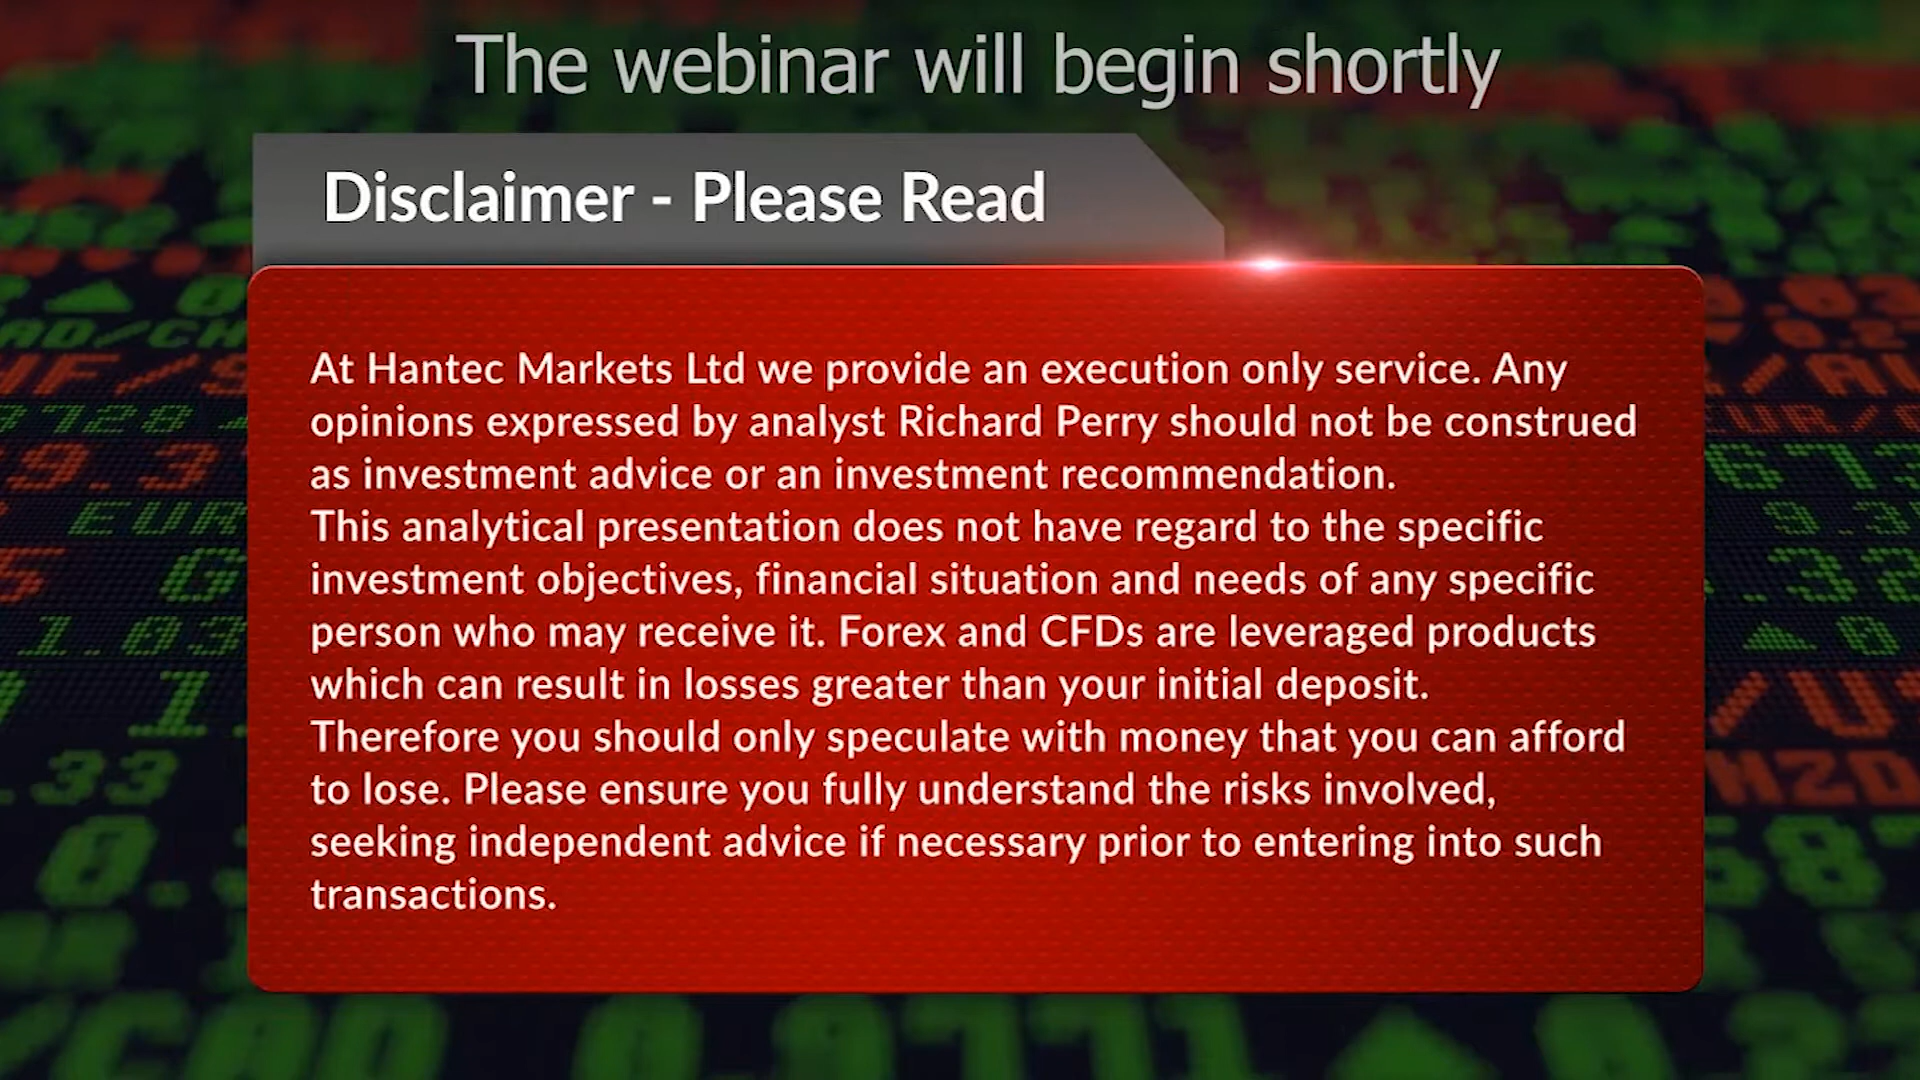 The webinar will begin shortly
Disclaimer - Please Read
At Hantec Markets Ltd we provide an execution only service. Any
opinions expressed by analyst Richard Perry should not be construed
as investment advice or an investment recommendation.
This analytical presentation does not have regard to the specific
investment objectives, financial situation and needs of any specific
person who may receive it. Forex and CFDs are leveraged products
which can result in losses greater than your initial deposit.
Therefore you should only speculate with money that you can afford
to lose. Please ensure you fully understand the risks involved,
seeking independent advice if necessary prior to entering into such
transactions.